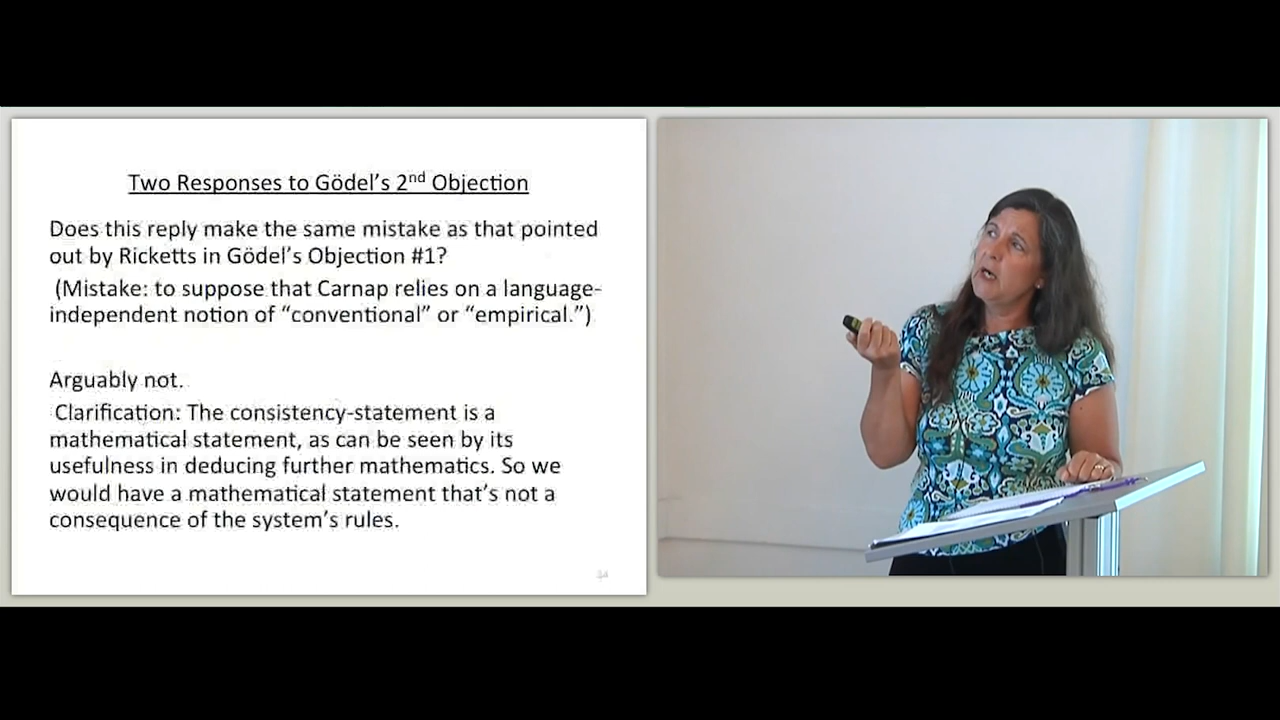 Two Responses to Gödel's 2nd Objection
Does this reply make the same mistake as that pointed
out by Ricketts in Gödel's Objection #1?
(Mistake: to suppose that Carnap relies on a language-
independent notion of “conventional” or “empirical.”)
Arguably not.
Clarification: The consistency-statement is a
mathematical statement, as can be seen by its
usefulness in deducing further mathematics. So we
would have a mathematical statement that's not a
consequence of the system's rules.